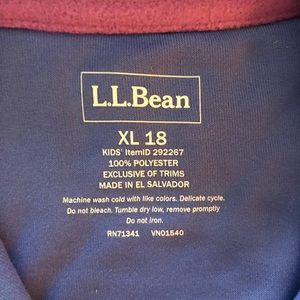 L.L.Bean
XL 18
KIDS' ItemID 292267
100% POLYESTER
EXCLUSIVE OF TRIMS
MADE IN EL SALVADOR
Machine wash cold with like colors. Delicate cycle.
Do not bleach. Tumble dry low, remove promptly
Do not iron.
RN71341 VN01540